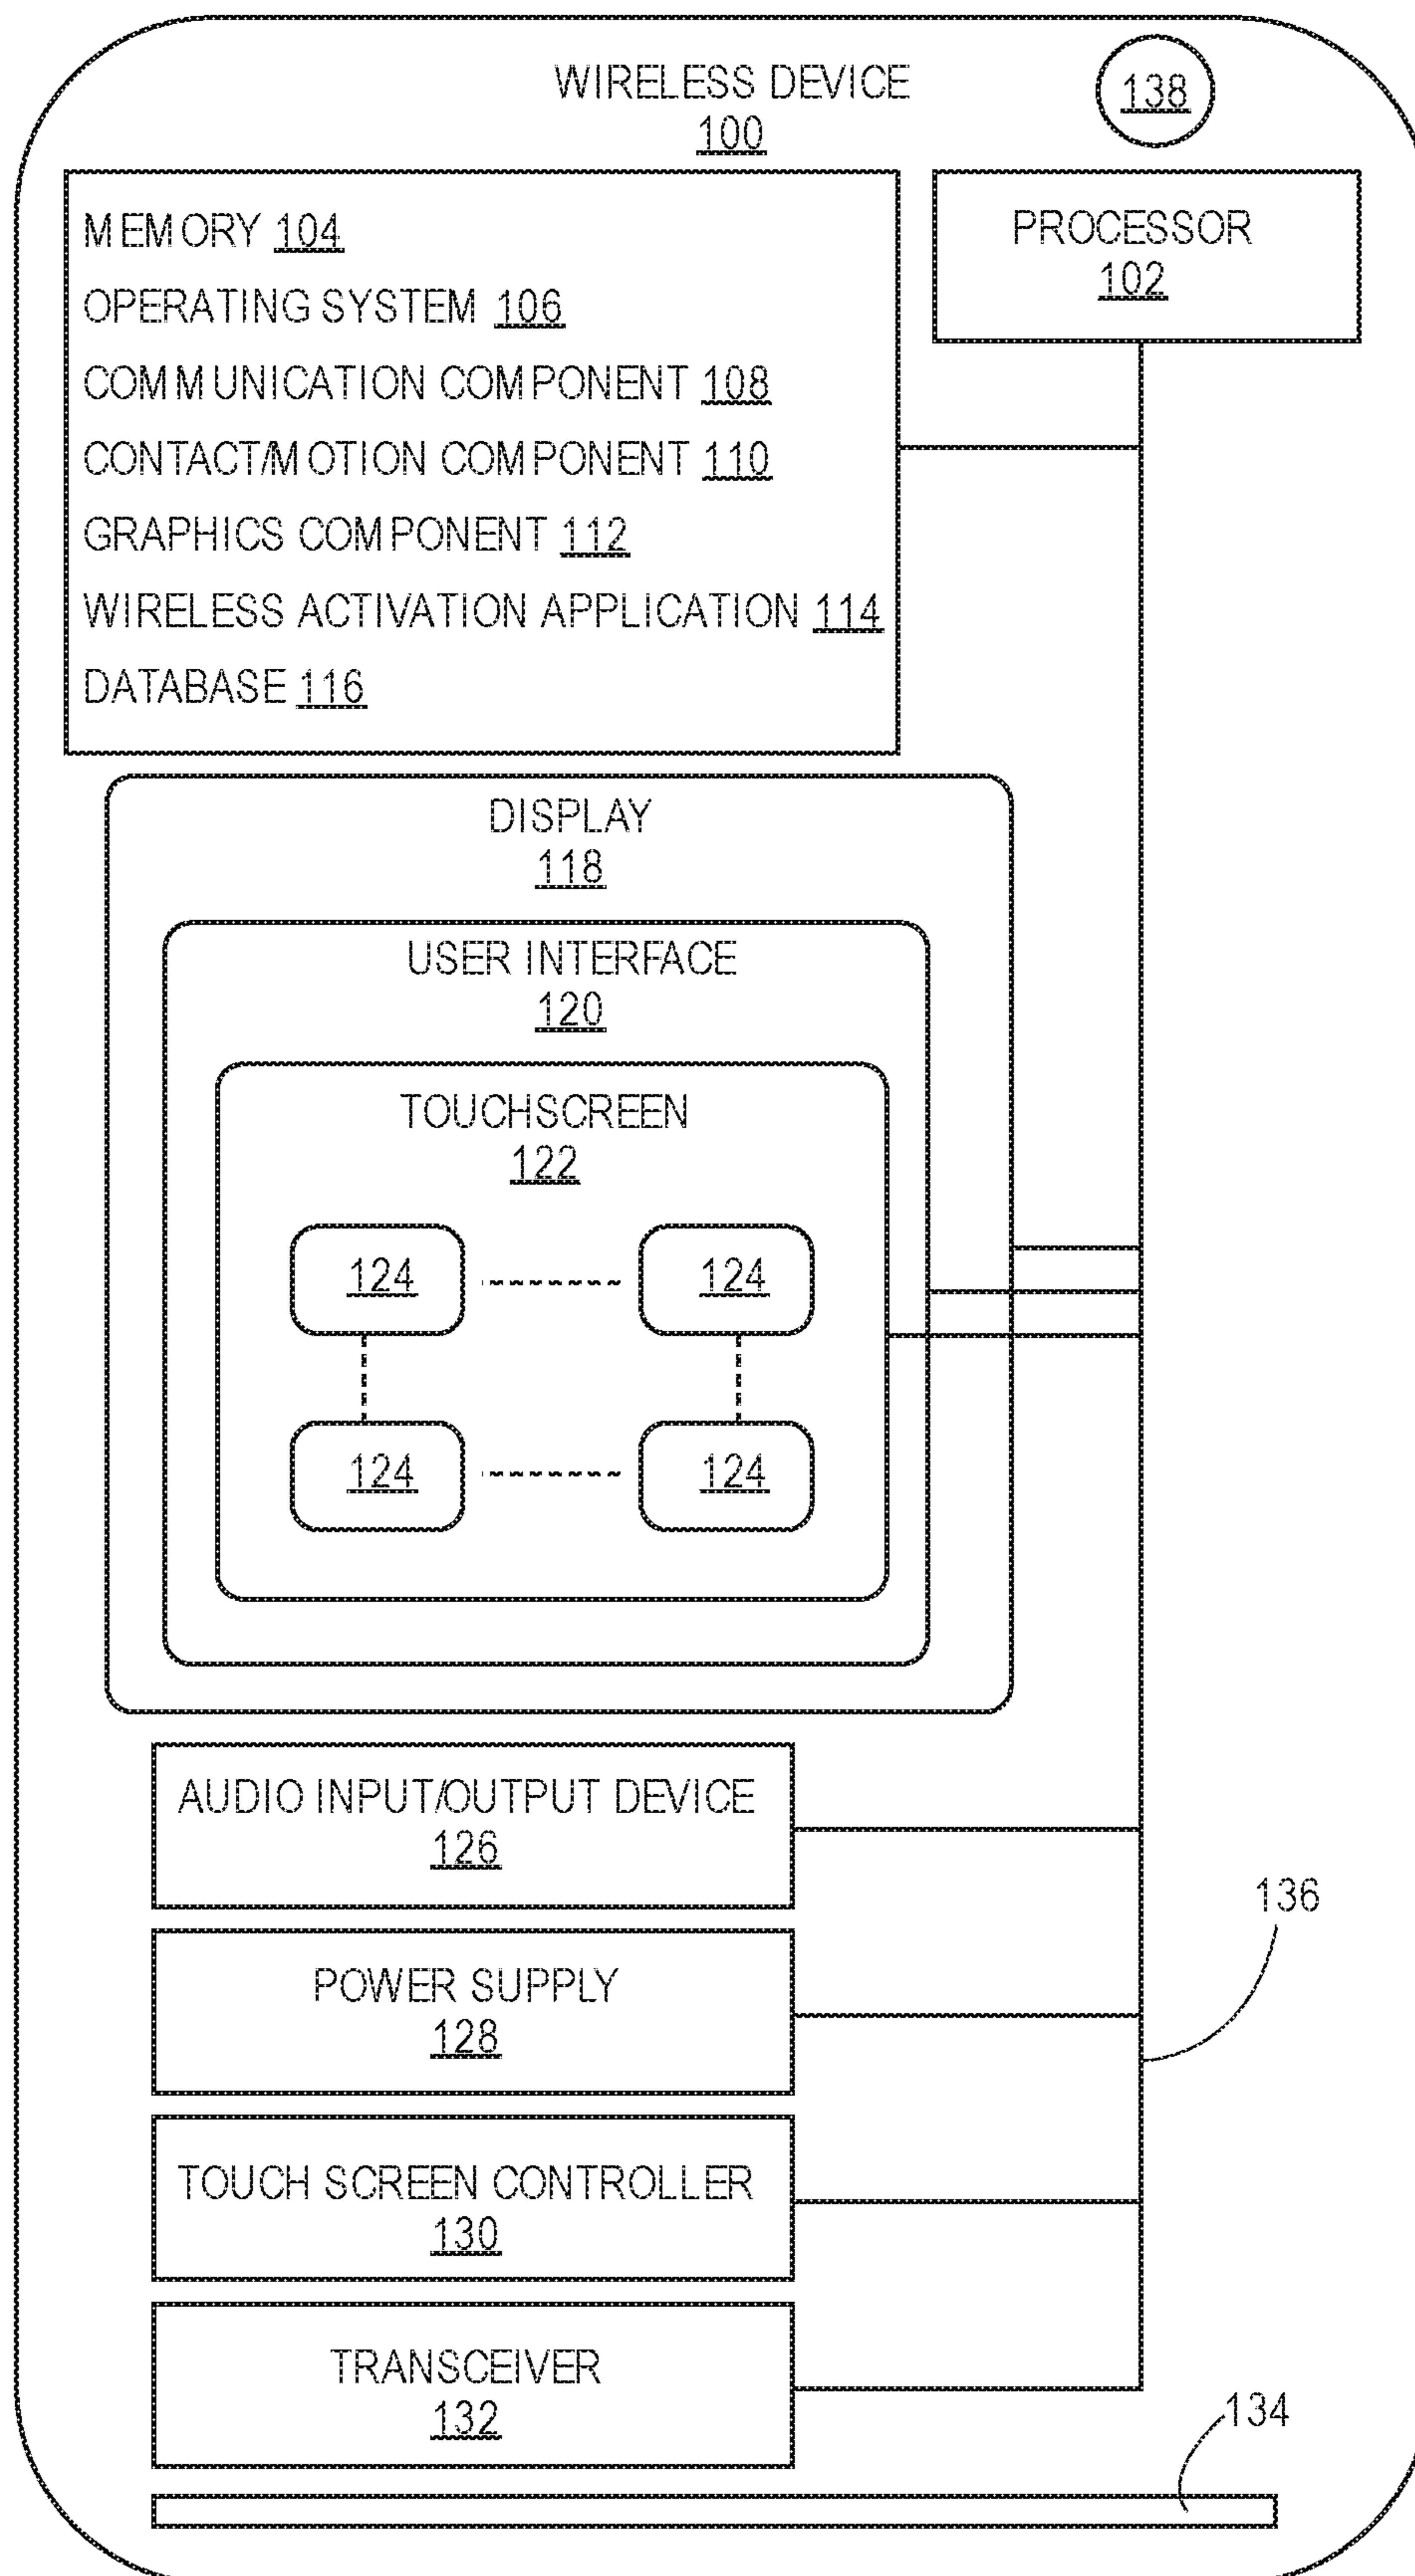 WIRELESS DEVICE
100
138
MEMORY 104
OPERATING SYSTEM 106
COMMUNICATION COMPONENT 108
CONTACT/MOTION COMPONENT 110
GRAPHICS COMPONENT 112
WIRELESS ACTIVATION APPLICATION 114
DATABASE 116
PROCESSOR
102
DISPLAY
118
USER INTERFACE
120
TOUCHSCREEN
122
124
124
124
124
AUDIO INPUT/OUTPUT DEVICE
126
POWER SUPPLY
128
136
TOUCH SCREEN CONTROLLER
130
TRANSCEIVER
132
134